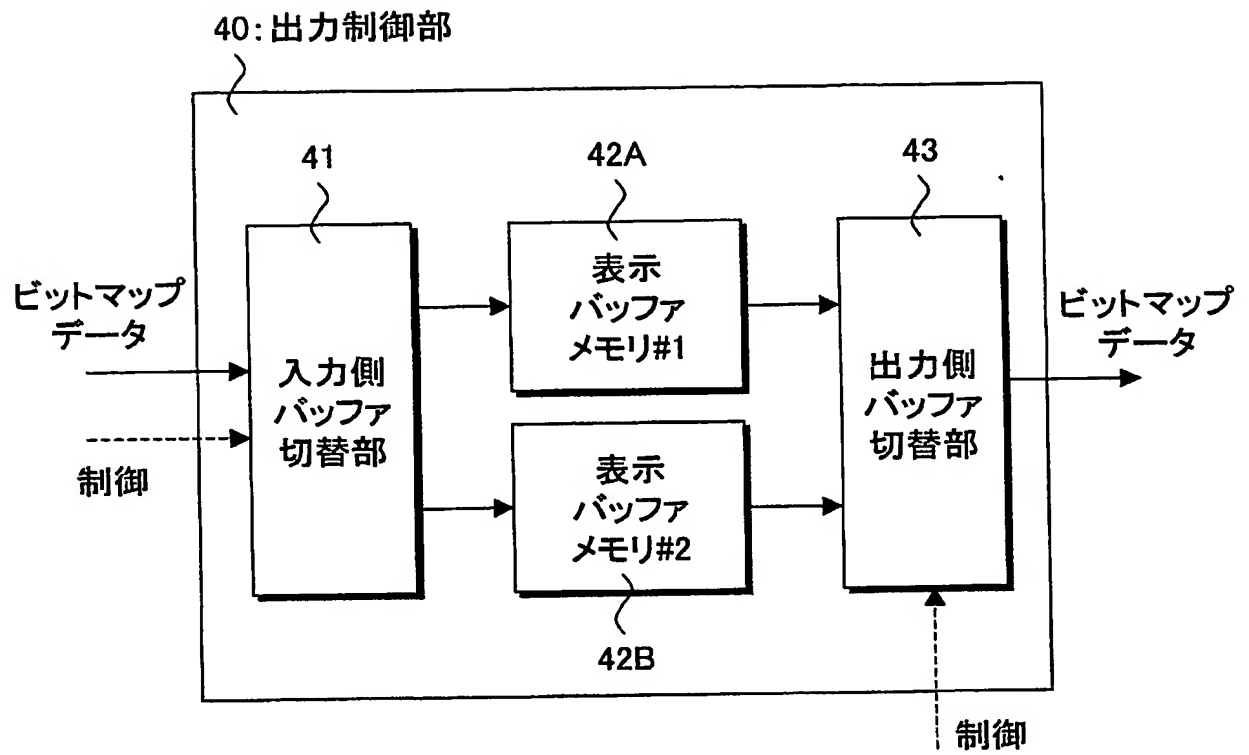 40:出力制御部
41
42A
43
ビットマップ
データ
制御
入力側
バッファ
切替部
表示
バッファ
メモリ#1
表示
バッファ
メモリ#2
42B
出力側
バッファ
切替部
ビットマップ
データ
制御